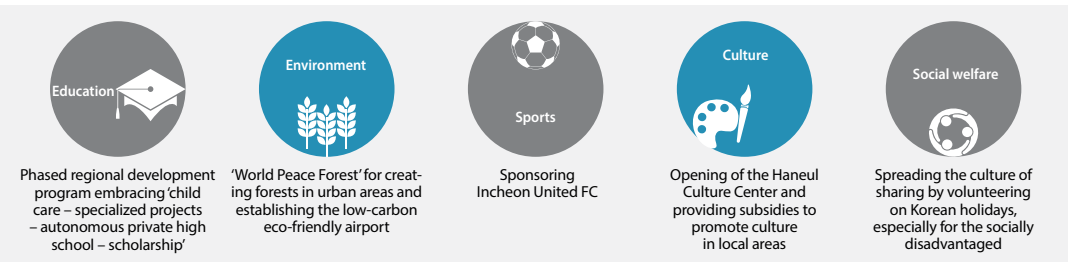 Education
Phased regional development
program embracing ‘child
care – specialized projects
– autonomous private high
school – scholarship’
Environment
‘World Peace Forest’ for creat-
ing forests in urban areas and
establishing the low-carbon
eco-friendly airport
Sports
Sponsoring
Incheon United FC
Culture
Opening of the Haneul
Culture Center and
providing subsidies to
promote culture
in local areas
Social welfare
Spreading the culture of
sharing by volunteering
on Korean holidays,
especially for the socially
disadvantaged